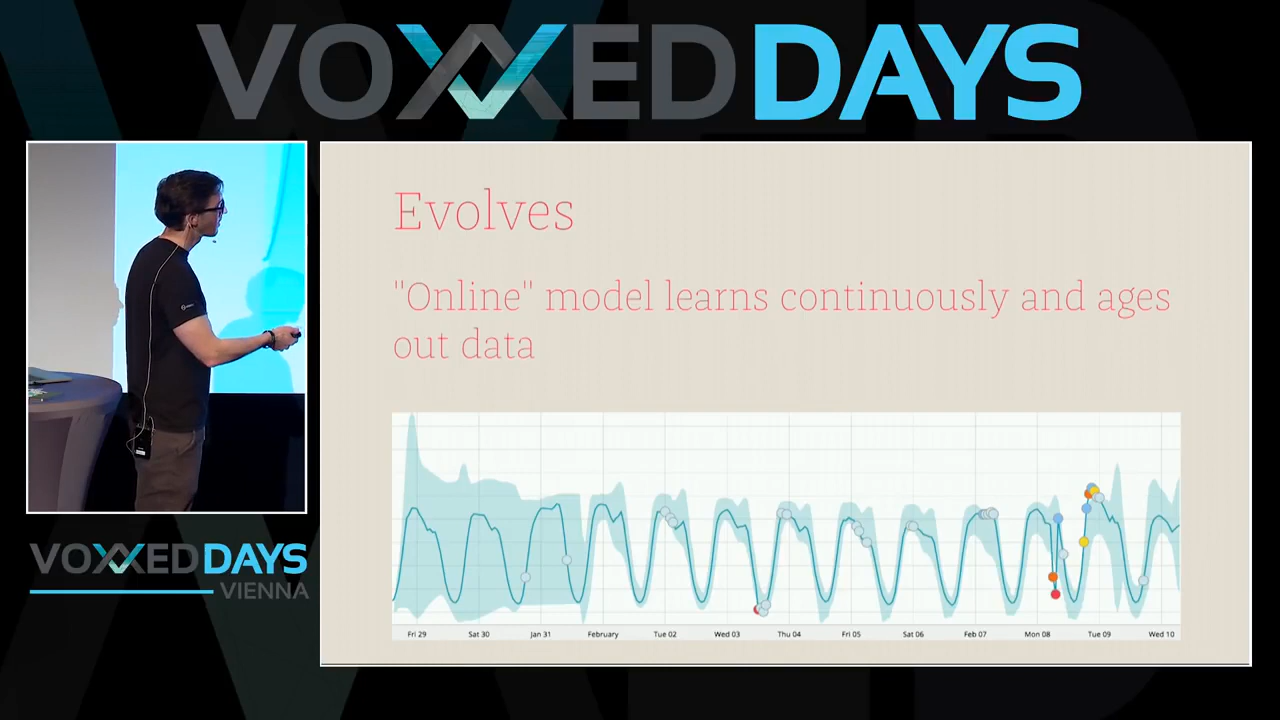 VOXXED DAYS
Evolves
"Online" model learns continuously and ages
out data
Fri 29 Sat 30 Jan 31 February Tue 02 Wed 03 Thu 04 Fri 05 Sat 06 Feb 07 Mon 08 Tue 09 Wed 10
VOXXED DAYS
VIENNA